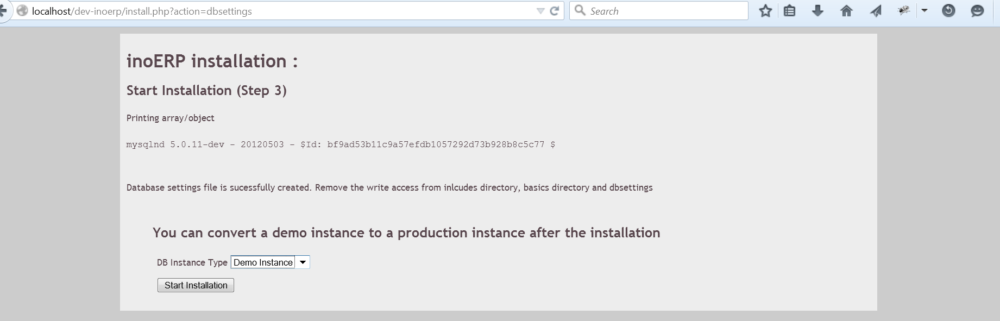 localhost/dev-inoerp/install.php?action=dbsettings
Search
inoERP installation :
Start Installation (Step 3)
Printing array/object
mysqlnd 5.0.11-dev - 20120503 - $Id: bf9ad53b11c9a57efdb1057292d73b928b8c5c77 $
Database settings file is sucessfully created. Remove the write access from inlcudes directory, basics directory and dbsettings
You can convert a demo instance to a production instance after the installation
DB Instance Type Demo Instance
Start Installation